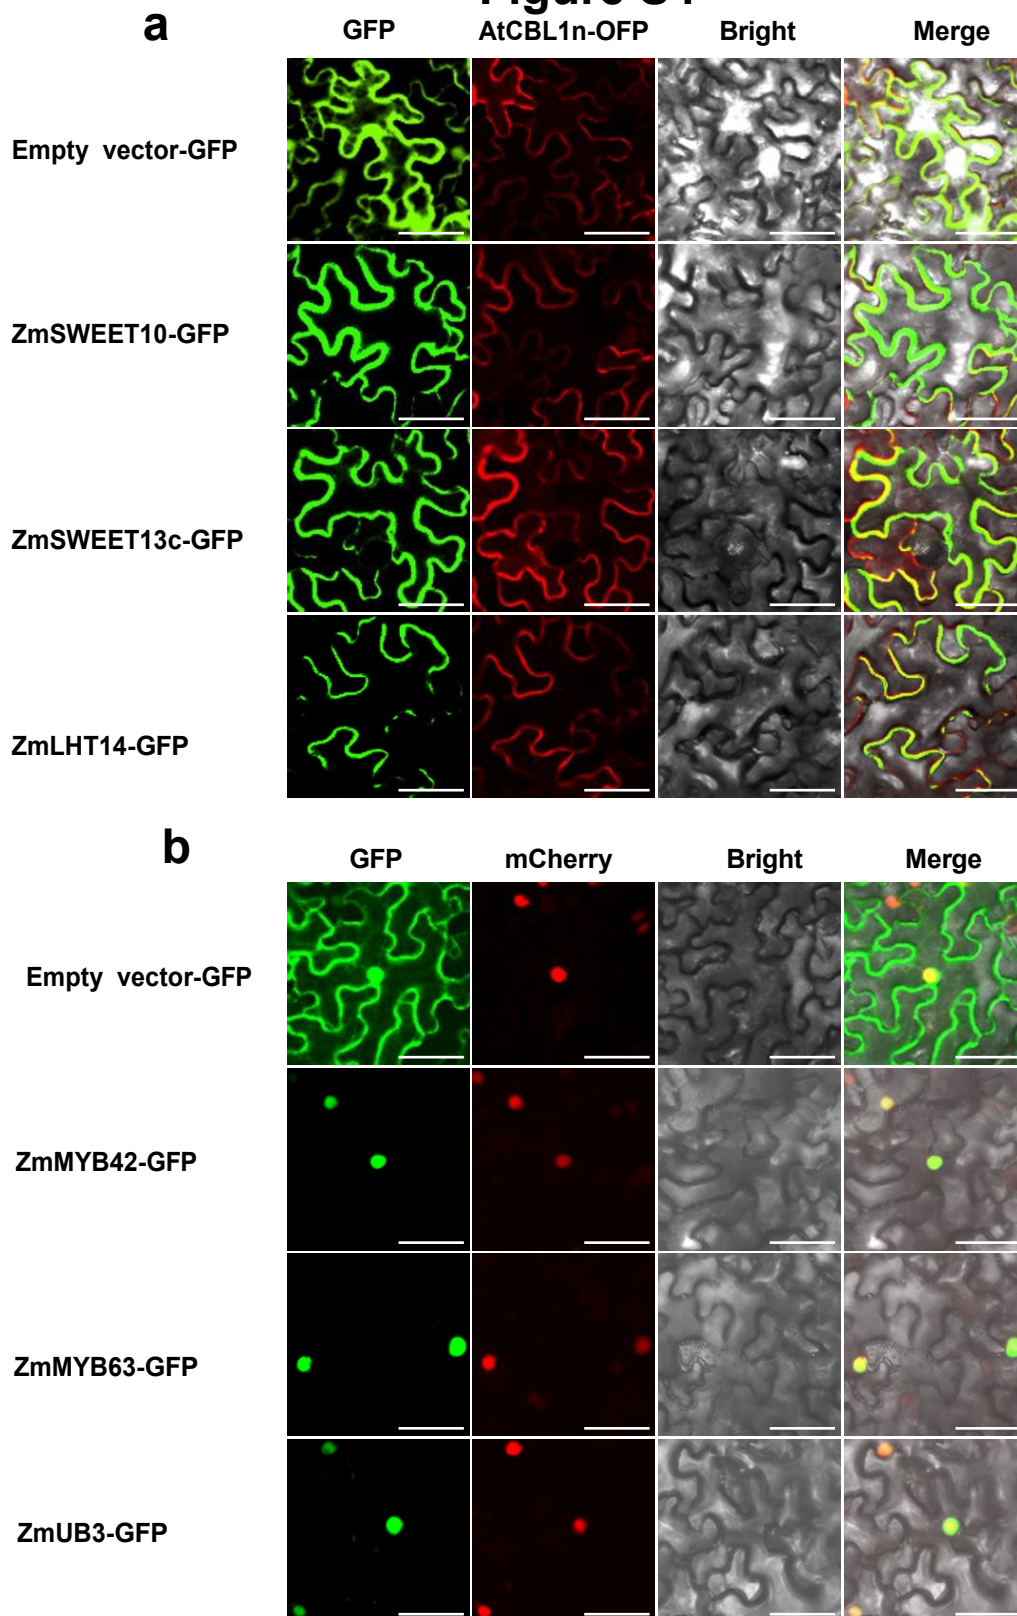 a
GFP AtCBL1n-OFP Bright Merge
Empty vector-GFP
ZmSWEET10-GFP
ZmSWEET13c-GFP
ZmLHT14-GFP
b
GFP mCherry Bright Merge
Empty vector-GFP
ZmMYB42-GFP
ZmMYB63-GFP
ZmUB3-GFP